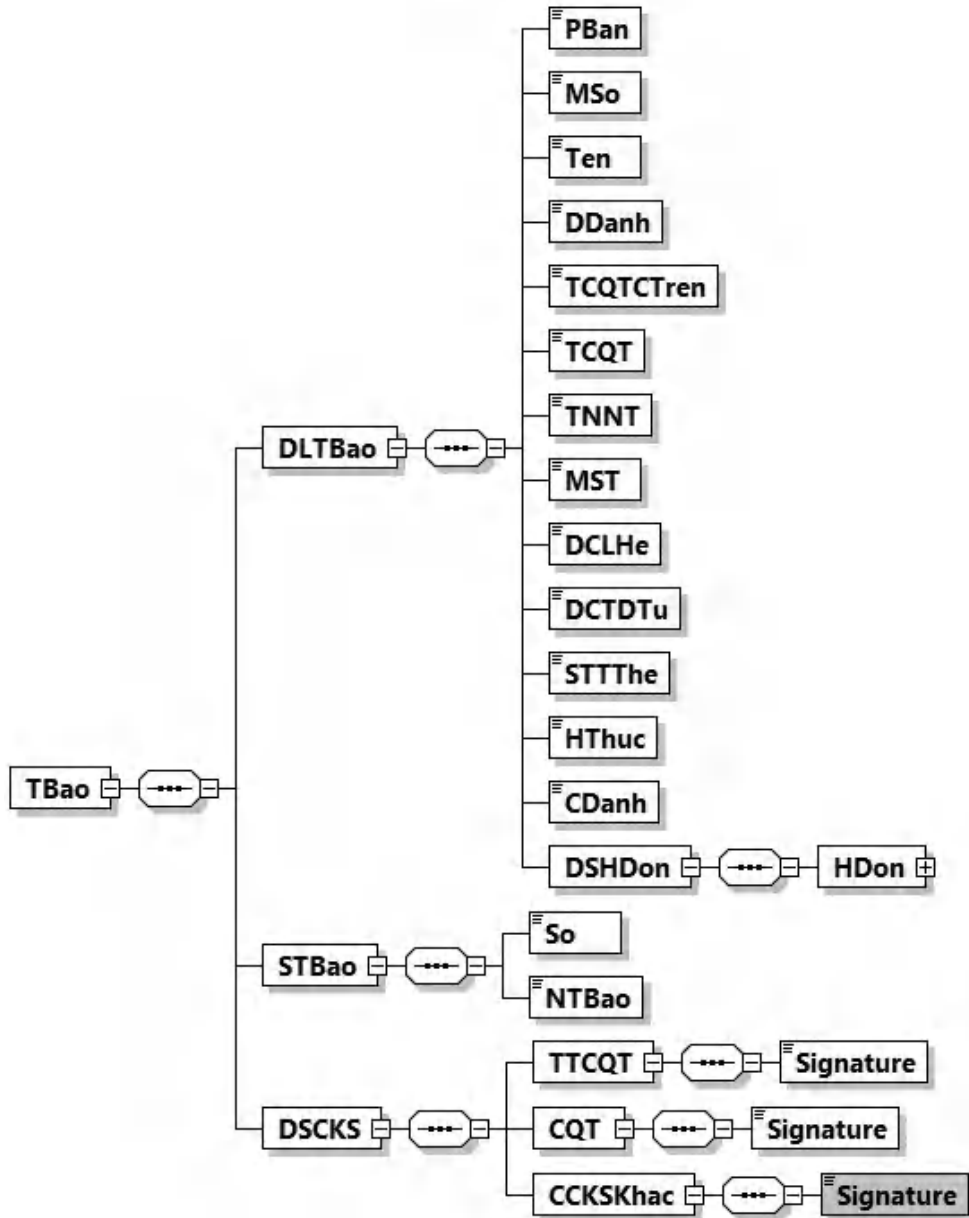 PBan
MSo
Ten
DDanh
TCQTCTren
TCQT
TNNT
DLTBao
MST
DCLHe
DCTDTu
STTThe
HThuc
TBao
CDanh
DSHDon
HDon
So
STBao
NTBao
TTCQT
Signature
DSCKS
CQT
Signature
CCKSKhac
Signature